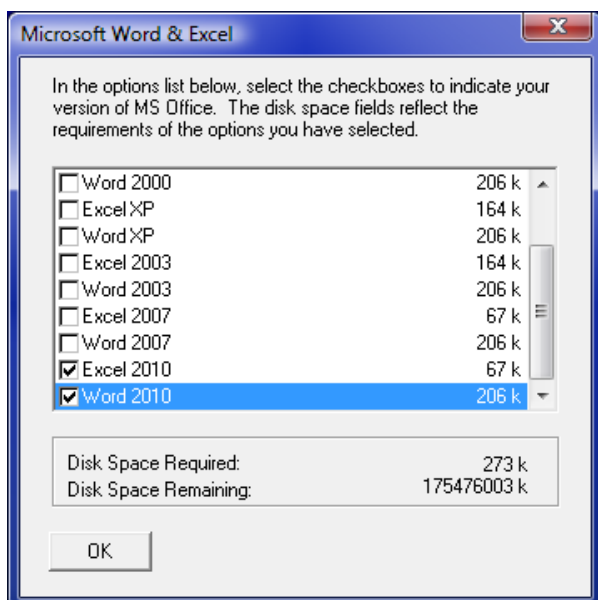 Microsoft Word & Excel
In the options list below, select the checkboxes to indicate your
version of MS Office.  The disk space fields reflect the
requirements of the options you have selected.
Word 2000 206 k
Excel XP 164 k
Word XP 206 k
Excel 2003 164 k
Word 2003 206 k
Excel 2007 67 k
Word 2007 206 k
Excel 2010 67 k
Word 2010 206 k
Disk Space Required: 273 k
Disk Space Remaining: 175476003 k
OK